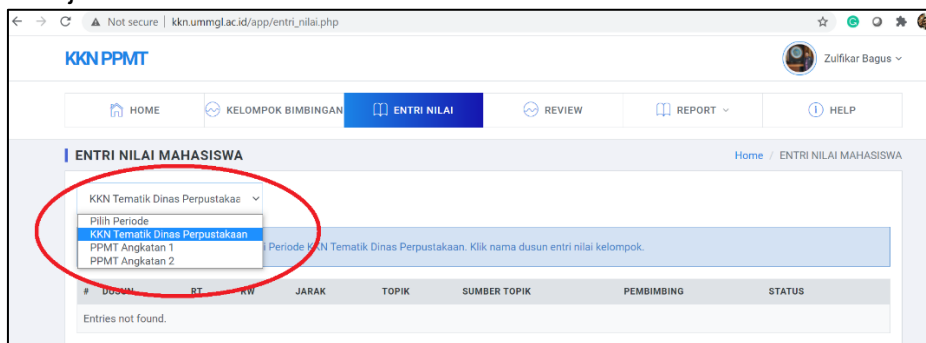 Not secure | kkn.ummgl.ac.id/app/entri_nilai.php
KKN PPMT
Zulfikar Bagus
HOME
KELOMPOK BIMBINGAN
ENTRI NILAI
REVIEW
REPORT
HELP
ENTRI NILAI MAHASISWA
Home / ENTRI NILAI MAHASISWA
KKN Tematik Dinas Perpustakaa
Pilih Periode
KKN Tematik Dinas Perpustakaan
PPMT Angkatan 1
PPMT Angkatan 2
Periode KKN Tematik Dinas Perpustakaan. Klik nama dusun entri nilai kelompok.
# DUSUN RT RW JARAK TOPIK SUMBER TOPIK PEMBIMBING STATUS
Entries not found.